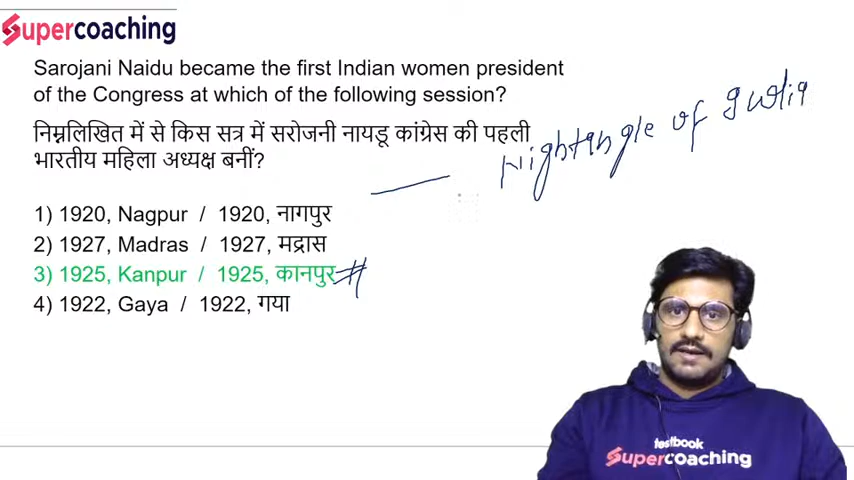 Supercoaching
Sarojani Naidu became the first Indian women president
of the Congress at which of the following session?
निम्नलिखित में से किस सत्र में सरोजनी नायडू कांग्रेस की पहली
भारतीय महिला अध्यक्ष बनीं?
Nightangle of India
1) 1920, Nagpur / 1920, नागपुर
2) 1927, Madras / 1927, मद्रास
3) 1925, Kanpur / 1925, कानपुर
4) 1922, Gaya / 1922, गया
testbook
Supercoaching